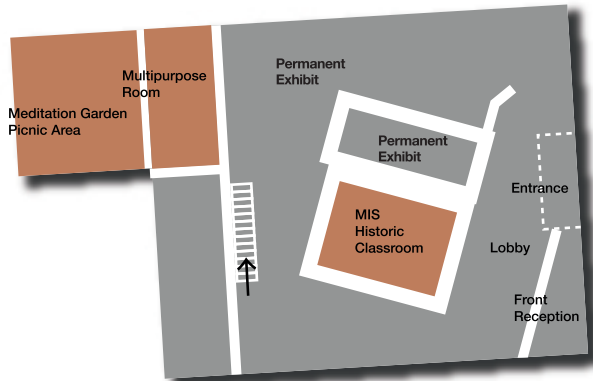 Permanent
Exhibit
Multipurpose
Room
Meditation Garden
Picnic Area
Permanent
Exhibit
Entrance
MIS
Historic
Classroom
Lobby
Front
Reception